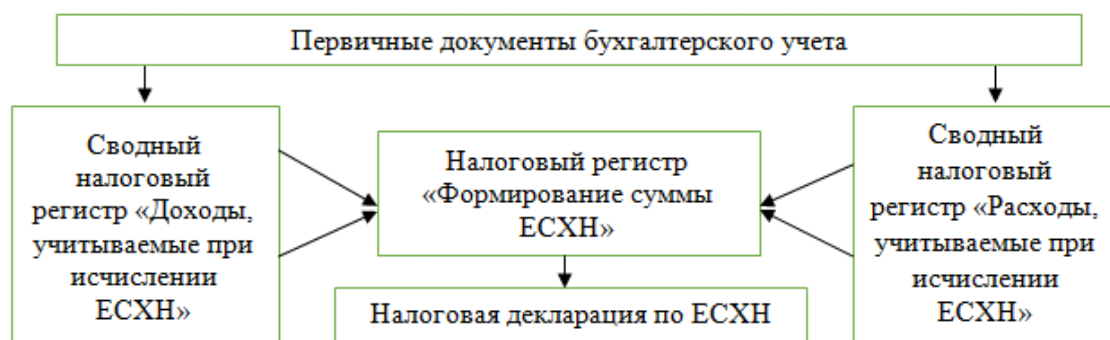 Первичные документы бухгалтерского учета
Сводный
налоговый
регистр «Доходы,
учитываемые при
исчислении
ЕСХН»
Налоговый регистр
«Формирование суммы
ЕСХН»
Сводный
налоговый
регистр «Расходы,
учитываемые при
исчислении
ЕСХН»
Налоговая декларация по ЕСХН